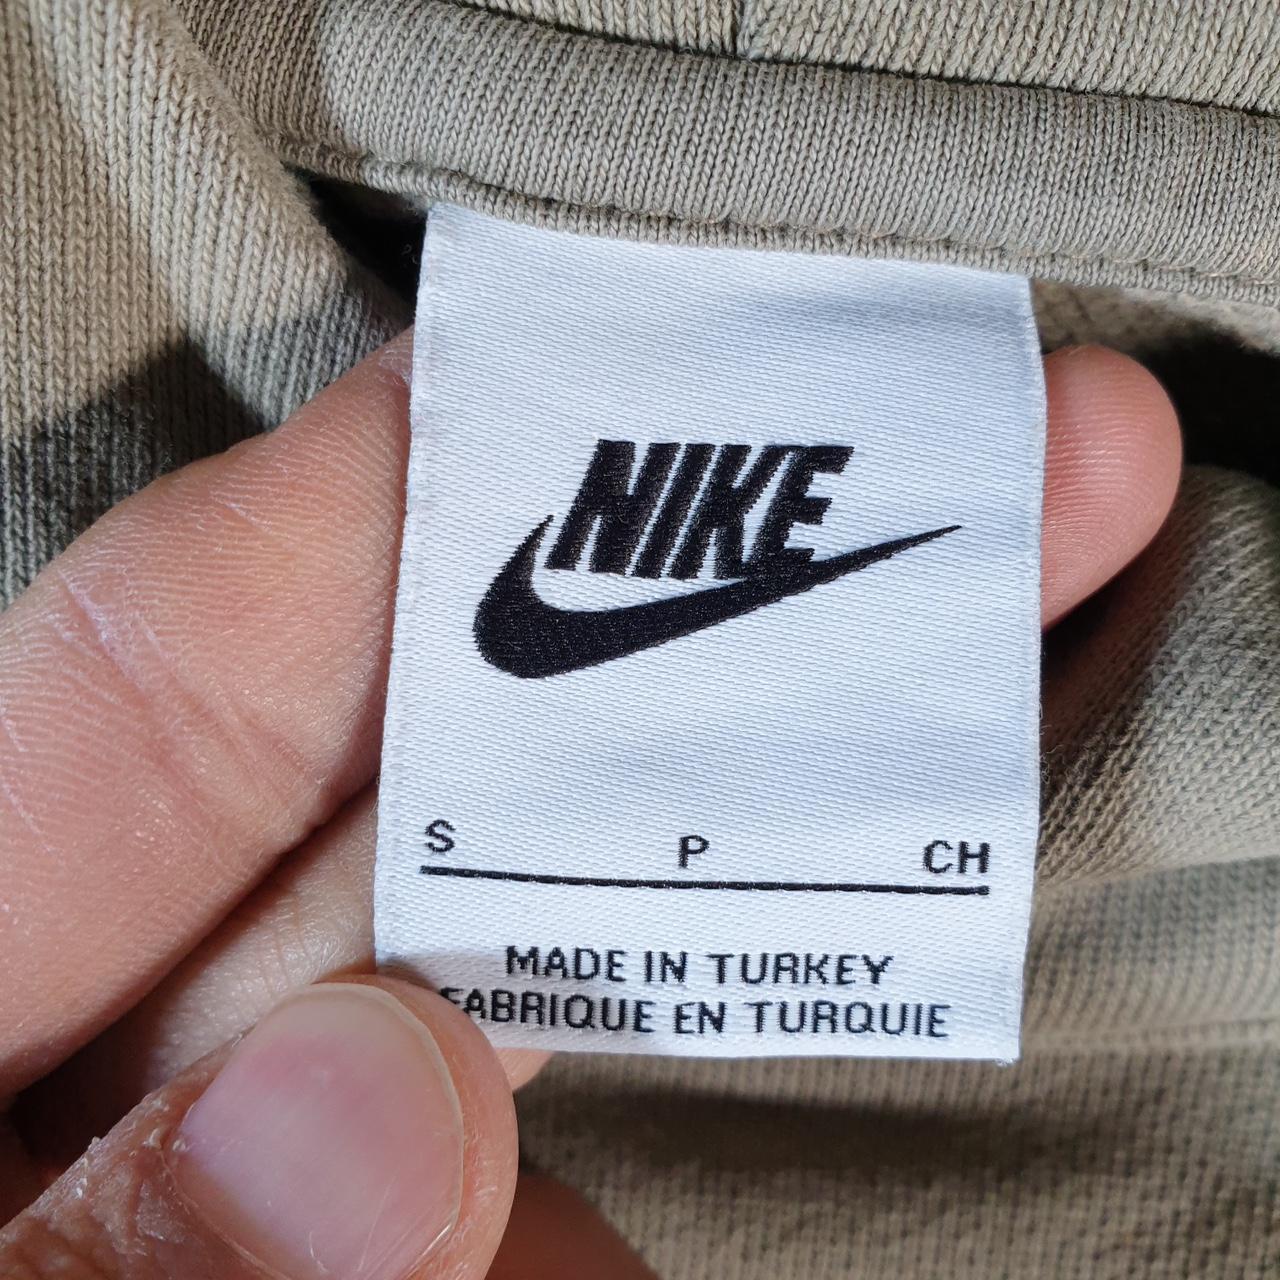 NIKE
S P CH
MADE IN TURKEY
FABRIQUE EN TURQUIE